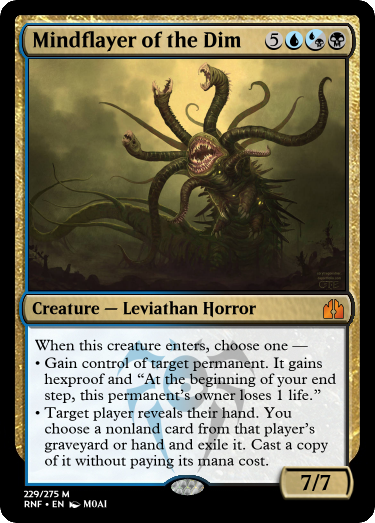 Mindflayer of the Dim 5
Creature — Leviathan Horror
When this creature enters, choose one —
• Gain control of target permanent. It gains
hexproof and “At the beginning of your end
step, this permanent’s owner loses 1 life.”
• Target player reveals their hand. You
choose a nonland card from that player’s
graveyard or hand and exile it. Cast a copy
of it without paying its mana cost.
7/7
229/275 M
RNF • EN MOAI